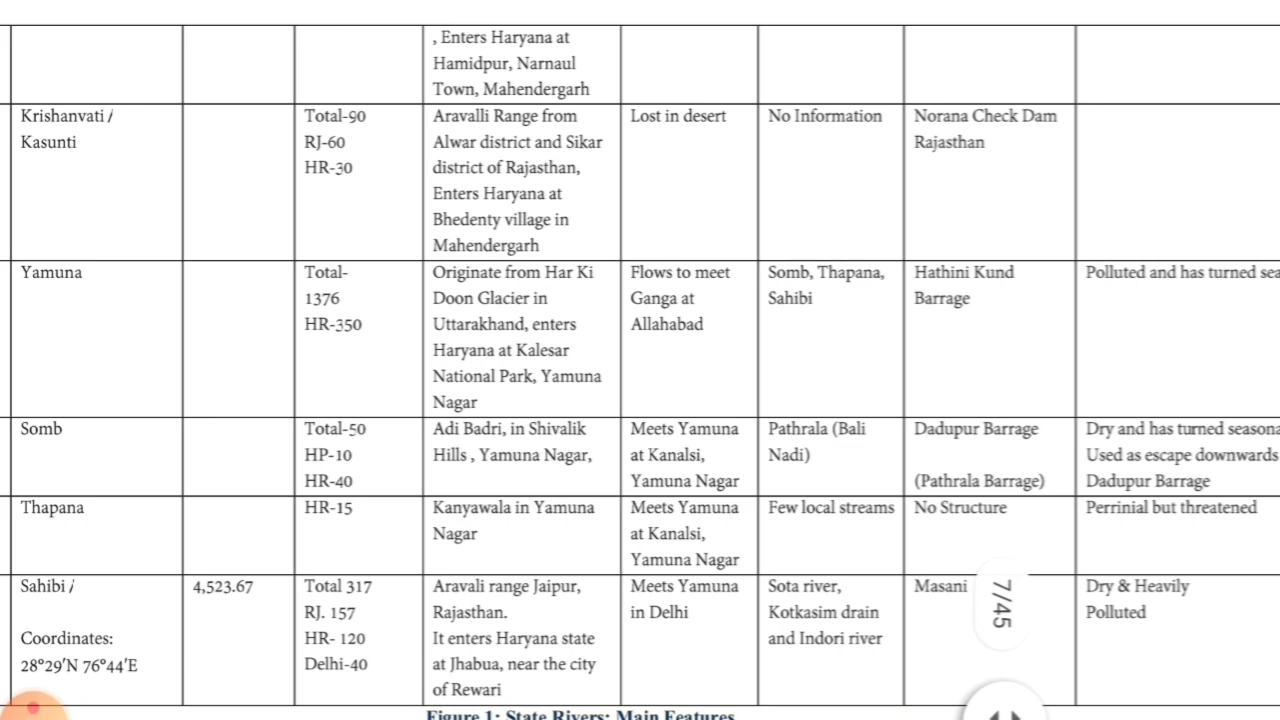 , Enters Haryana at
Hamidpur, Narnaul
Town, Mahendergarh
Krishanvati /
Kasunti
Total-90
RJ-60
HR-30
Aravalli Range from
Alwar district and Sikar
district of Rajasthan,
Enters Haryana at
Bhedenty village in
Mahendergarh
Lost in desert
No Information
Norana Check Dam
Rajasthan
Yamuna
Total-
1376
HR-350
Originate from Har Ki
Doon Glacier in
Uttarakhand, enters
Haryana at Kalesar
National Park, Yamuna
Nagar
Flows to meet
Ganga at
Allahabad
Somb, Thapana,
Sahibi
Hathini Kund
Barrage
Polluted and has turned sea
Somb
Total-50
HP-10
HR-40
Adi Badri, in Shivalik
Hills , Yamuna Nagar,
Meets Yamuna
at Kanalsi,
Yamuna Nagar
Pathrala (Bali
Nadi)
Dadupur Barrage
(Pathrala Barrage)
Dry and has turned seasona
Used as escape downwards
Dadupur Barrage
Thapana
HR-15
Kanyawala in Yamuna
Nagar
Meets Yamuna
at Kanalsi,
Yamuna Nagar
Few local streams
No Structure
Perrinial but threatened
Sahibi /
Coordinates:
28°29′N 76°44′E
4,523.67
Total 317
RJ. 157
HR- 120
Delhi-40
Aravali range Jaipur,
Rajasthan.
It enters Haryana state
at Jhabua, near the city
of Rewari
Meets Yamuna
in Delhi
Sota river,
Kotkasim drain
and Indori river
Masani
Dry & Heavily
Polluted
7/45
Figure 1: State Rivers: Main Features